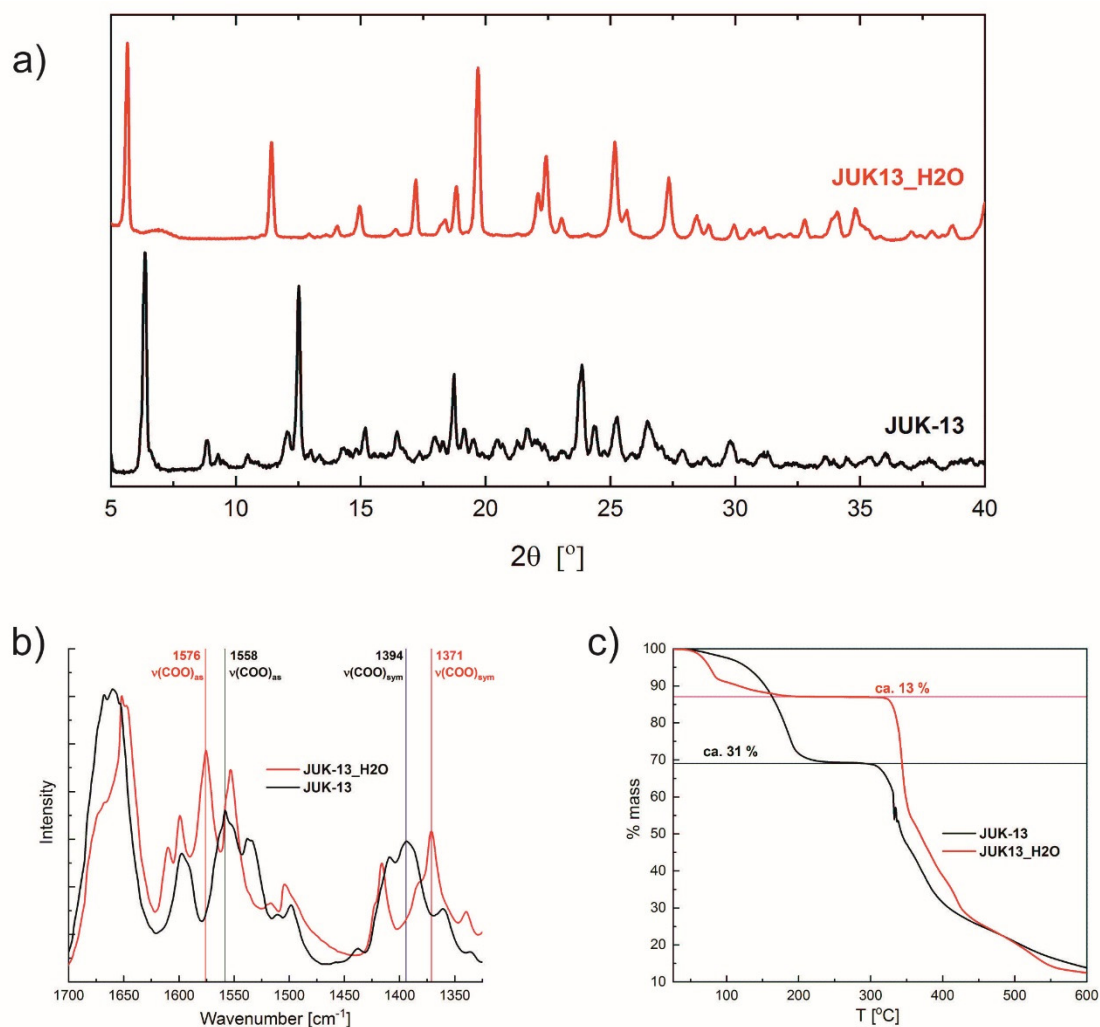 a)
JUK13_H2O
JUK-13
5 10 15 20 25 30 35 40
2θ [°]
b)
1576 1558 1394 1371
ν(COO)as ν(COO)as ν(COO)sym ν(COO)sym
JUK-13_H2O
JUK-13
Intensity
1700 1650 1600 1550 1500 1450 1400 1350
Wavenumber [cm-1]
c)
100
90
80
70
60
50
40
30
20
10
ca. 13 %
ca. 31 %
JUK-13
JUK13_H2O
% mass
100 200 300 400 500 600
T [°C]